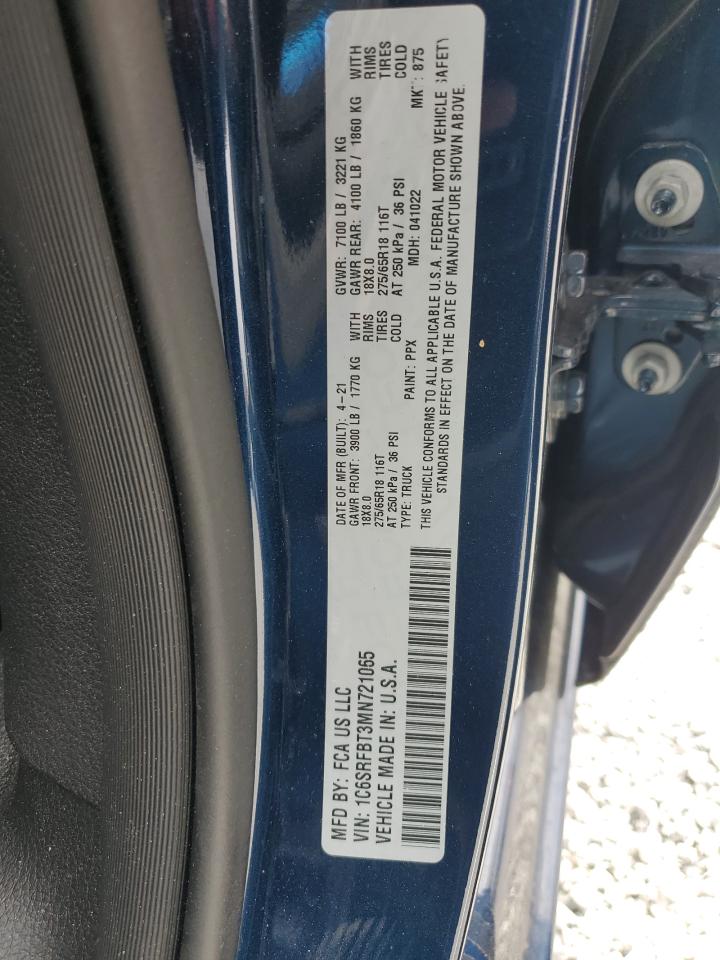 MFD BY: FCA US LLC
VIN: 1C6SRFBT3MN721065
VEHICLE MADE IN: U.S.A.
DATE OF MFR (BUILT): 4-21
GAWR FRONT: 3900 LB / 1770 KG WITH
18X8.0 RIMS
275/65R18 116T TIRES
AT 250 kPa / 36 PSI COLD
GVWR: 7100 LB / 3221 KG
GAWR REAR: 4100 LB / 1860 KG WITH
18X8.0 RIMS
275/65R18 116T TIRES
AT 250 kPa / 36 PSI COLD
TYPE: TRUCK PAINT: PPX MDH: 041022 : 875
THIS VEHICLE CONFORMS TO ALL APPLICABLE U.S.A. FEDERAL MOTOR VEHICLE SAFETY
STANDARDS IN EFFECT ON THE DATE OF MANUFACTURE SHOWN ABOVE.